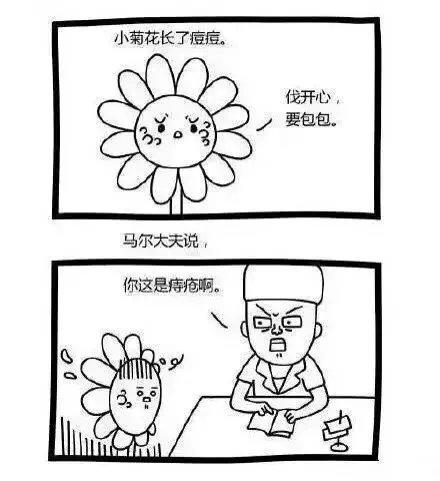 小菊花长了痘痘。
伐开心，
要包包。
马尔大夫说，
你这是痔疮啊。